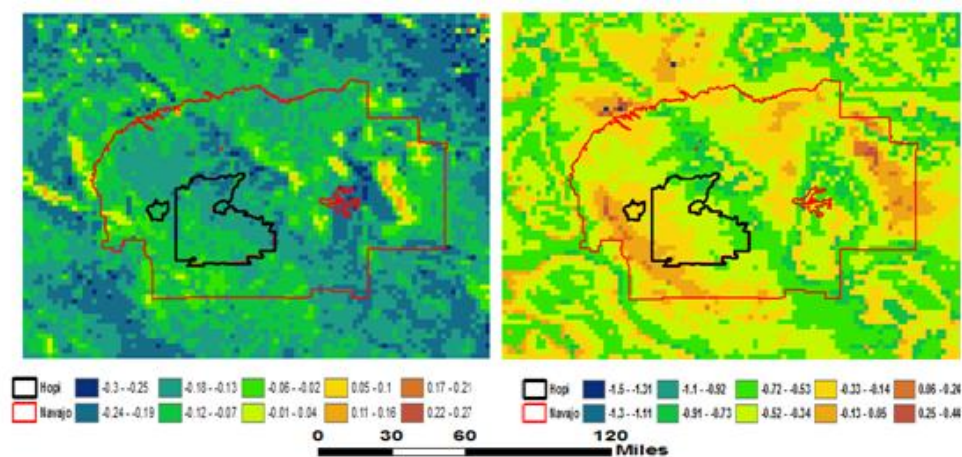 Hopi -0.3 - -0.25 -0.18 - -0.13 -0.06 - -0.02 0.05 - 0.1 0.17 - 0.21
Navajo -0.24 - -0.19 -0.12 - -0.07 -0.01 - 0.04 0.11 - 0.16 0.22 - 0.27
Hopi -1.5 - -1.31 -1.1 - -0.92 -0.72 - -0.53 -0.33 - -0.14 0.06 - 0.24
Navajo -1.3 - -1.11 -0.91 - -0.73 -0.52 - -0.34 -0.13 - 0.05 0.25 - 0.44
0 30 60 120
Miles